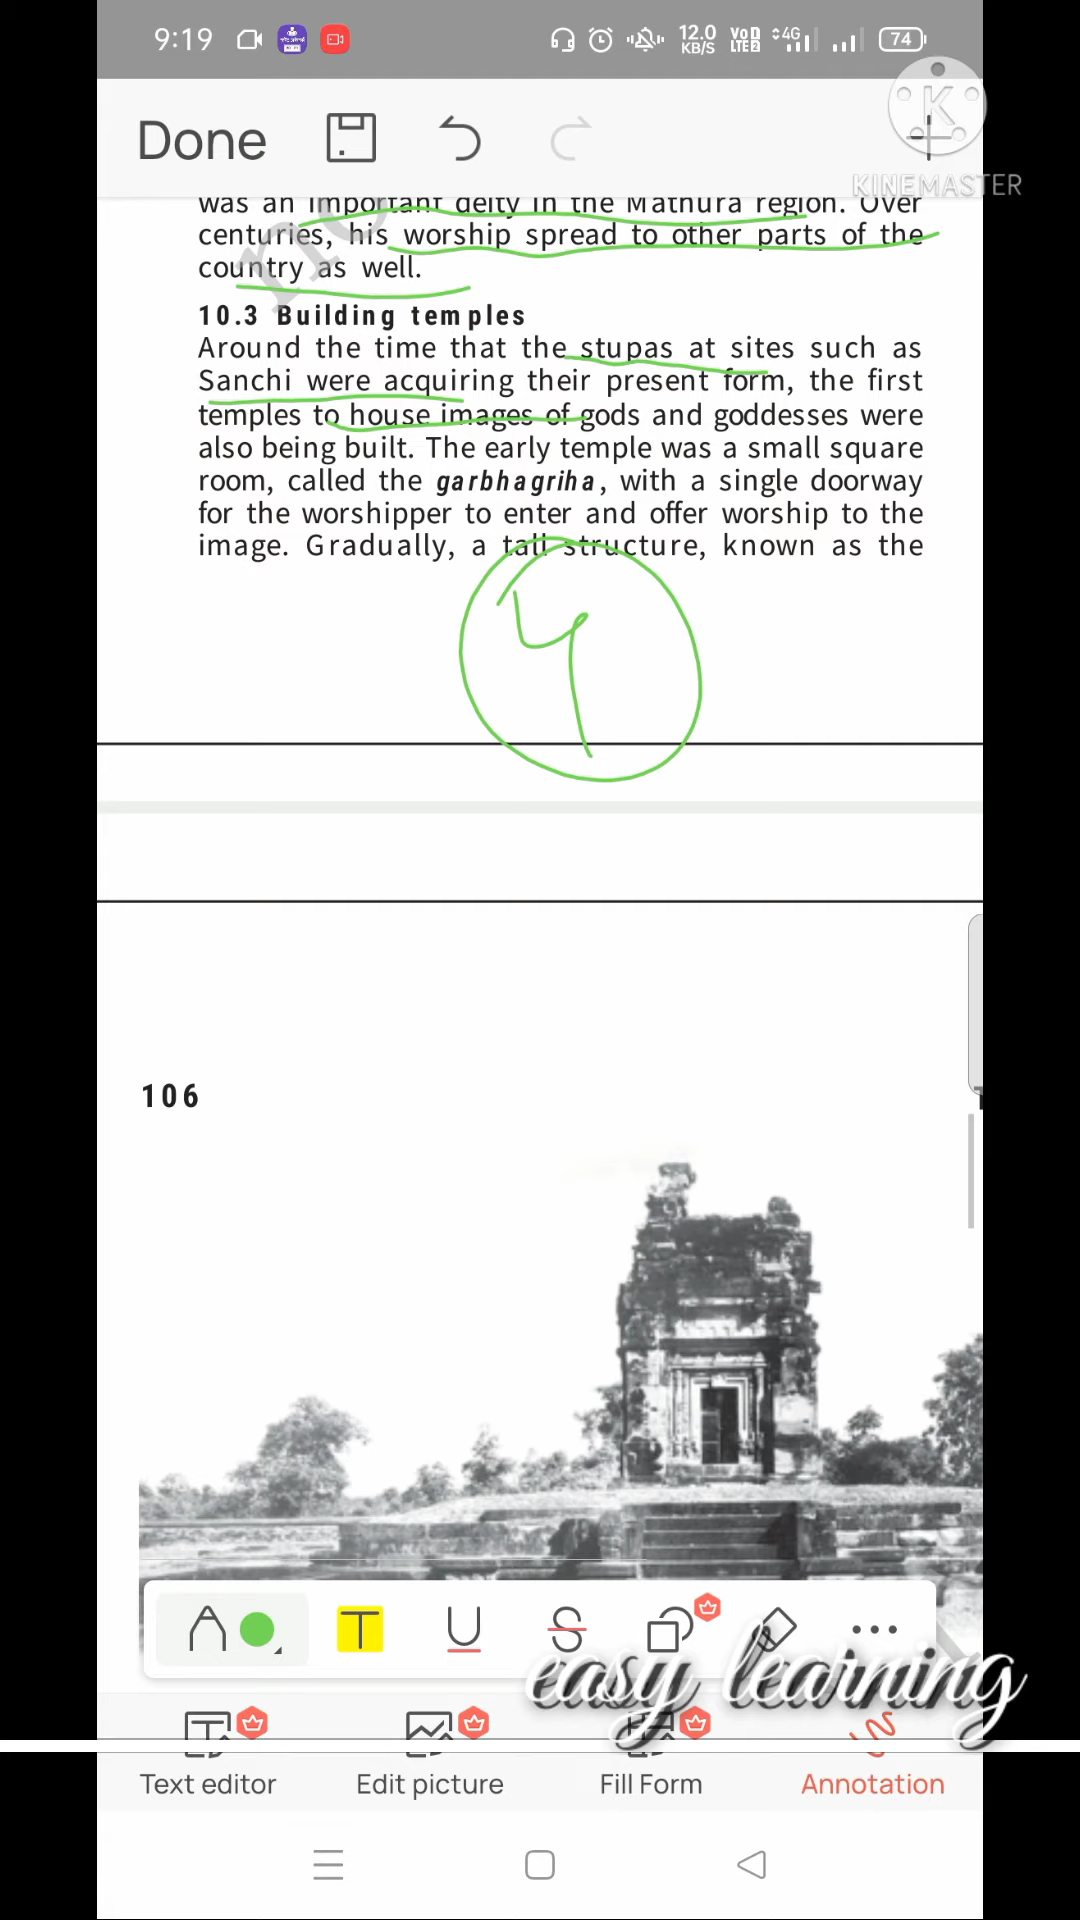 9:19
12.0
KB/S
Vo
LTE 2
4G
74
Done
K
KINEMASTER
was an important deity in the Mathura region. Over
centuries, his worship spread to other parts of the
country as well.
10.3 Building temples
Around the time that the stupas at sites such as
Sanchi were acquiring their present form, the first
temples to house images of gods and goddesses were
also being built. The early temple was a small square
room, called the garbhagriha, with a single doorway
for the worshipper to enter and offer worship to the
image. Gradually, a tall structure, known as the
4
106
T
U
S
easy learning
Text editor
Edit picture
Fill Form
Annotation